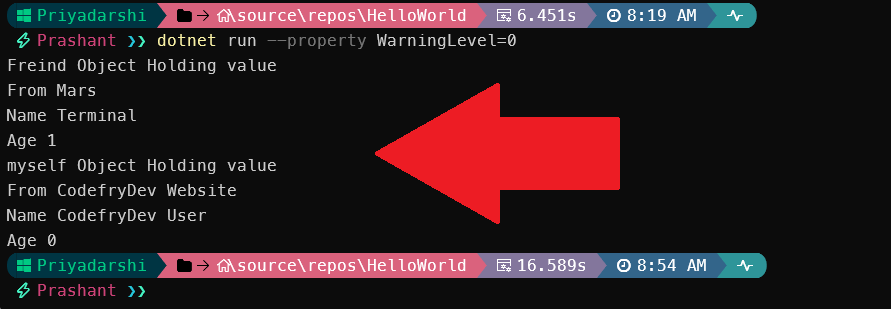 Priyadarshi → \source\repos\HelloWorld 6.451s 8:19 AM
Prashant ❯❯ dotnet run --property WarningLevel=0
Freind Object Holding value
From Mars
Name Terminal
Age 1
myself Object Holding value
From CodefryDev Website
Name CodefryDev User
Age 0
Priyadarshi → \source\repos\HelloWorld 16.589s 8:54 AM
Prashant ❯❯